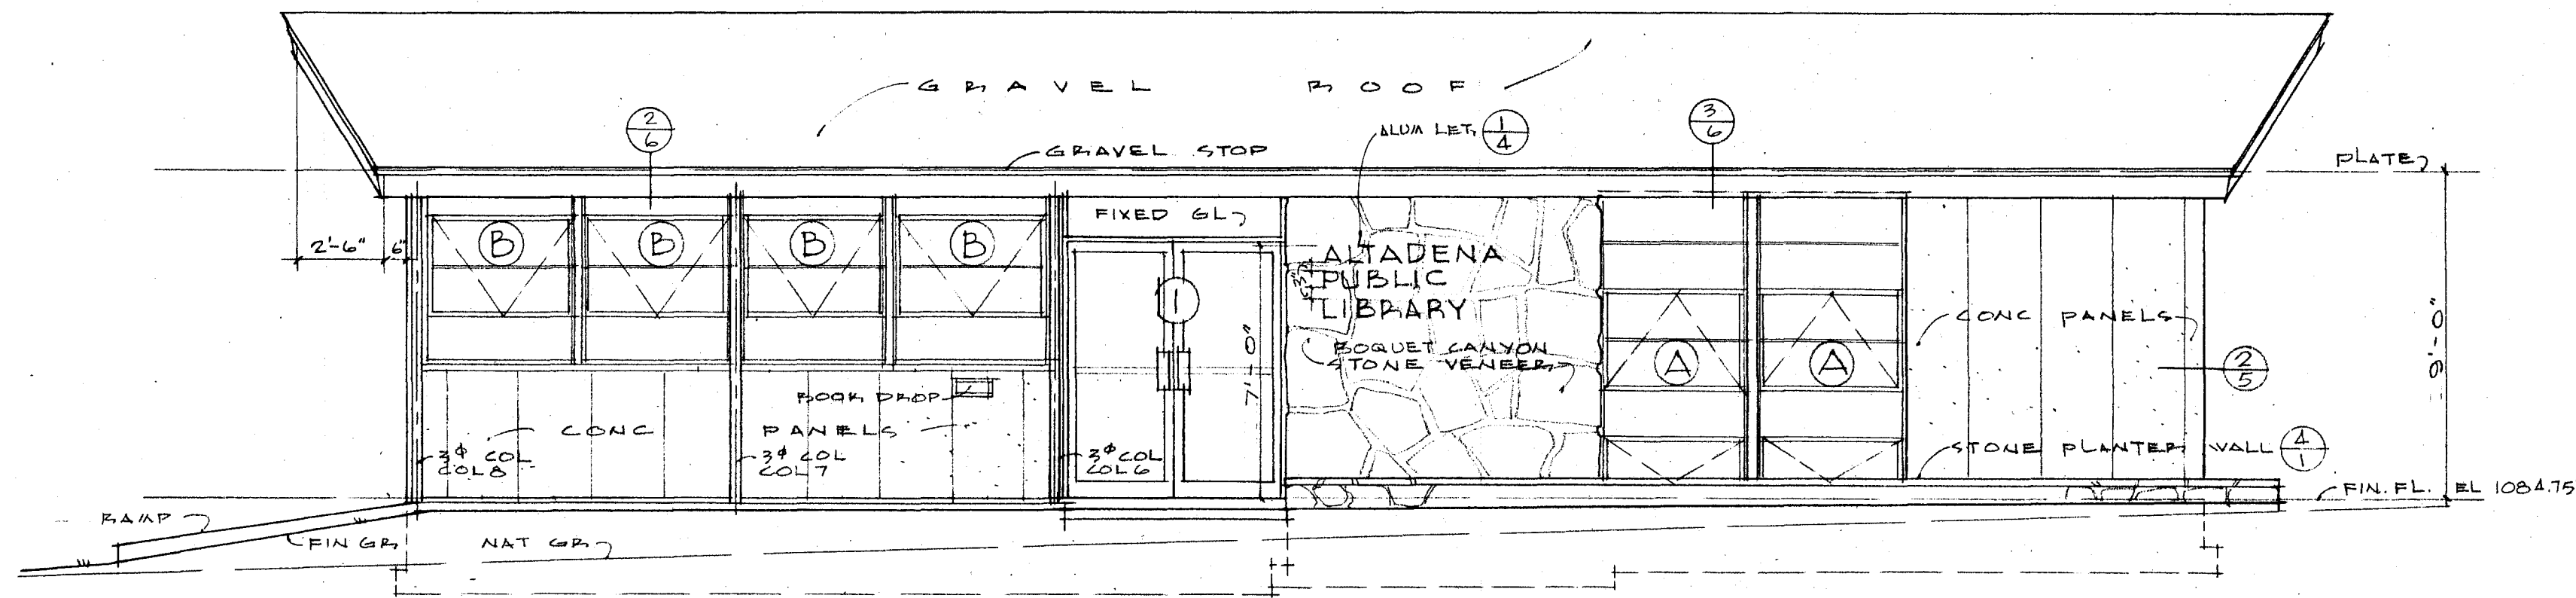 GRAVEL ROOF
2
6
ALUM LET,
1
4
3
6
GRAVEL STOP
PLATE
FIXED GL
2'-6"
6"
B
B
B
B
1
ALTADENA
PUBLIC
LIBRARY
7'-0"
BOQUET CANYON
STONE VENEER
A
A
CONC PANELS
2
5
9'-0"
BOOK DROP
CONC PANELS
3⌀ COL
COL 8
3⌀ COL
COL 7
3⌀ COL
COL 6
STONE PLANTER WALL
4
1
FIN. FL. EL 1084.75
RAMP
FIN GR
NAT GR